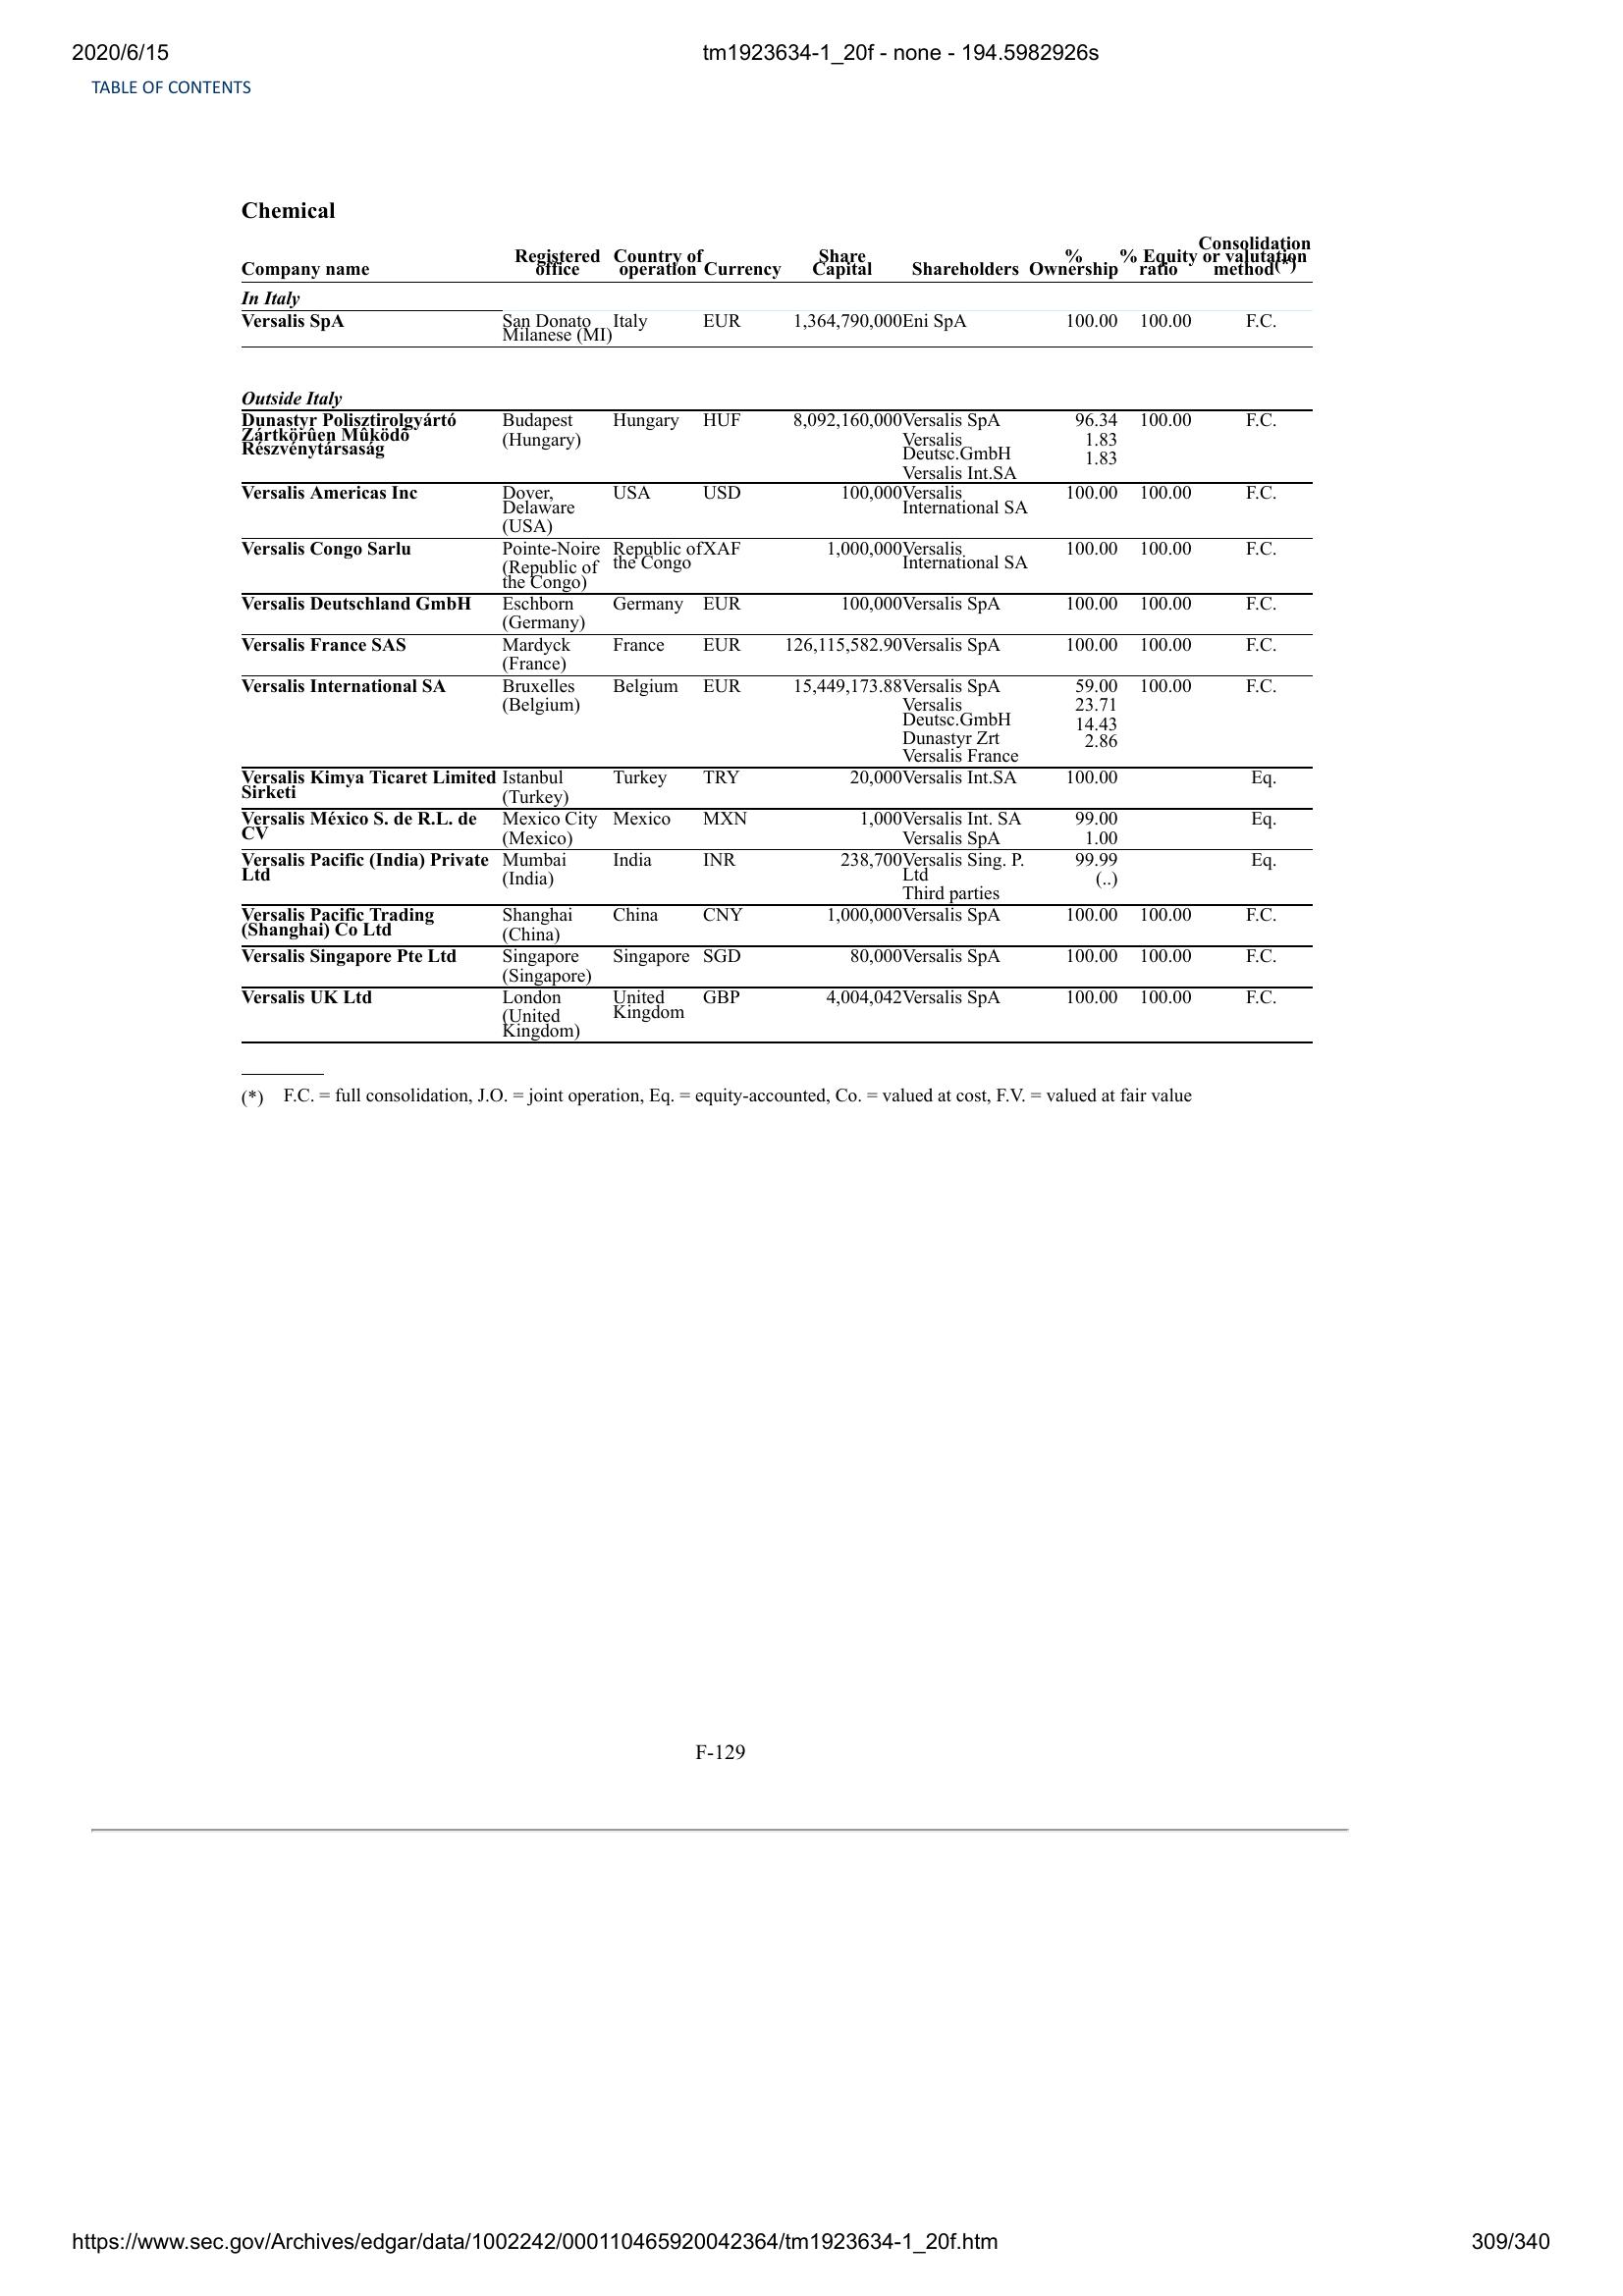 2020/6/15
tm1923634-1_20f - none - 194.5982926s
TABLE OF CONTENTS
Chemical
Company name Registered office Country of operation Currency Share Capital Shareholders % Ownership % Equity ratio Consolidation or valutation method(*)
In Italy
Versalis SpA San Donato Milanese (MI) Italy EUR 1,364,790,000 Eni SpA 100.00 100.00 F.C.
Outside Italy
Dunastyr Polisztirolgyártó Budapest Hungary HUF 8,092,160,000 Versalis SpA 96.34 100.00 F.C.
Zártkörûen Mûködõ (Hungary) Versalis 1.83
Részvénytársaság Deutsc.GmbH 1.83
Versalis Int.SA
Versalis Americas Inc Dover, USA USD 100,000 Versalis 100.00 100.00 F.C.
Delaware International SA
(USA)
Versalis Congo Sarlu Pointe-Noire Republic of XAF 1,000,000 Versalis 100.00 100.00 F.C.
(Republic of the Congo International SA
the Congo)
Versalis Deutschland GmbH Eschborn Germany EUR 100,000 Versalis SpA 100.00 100.00 F.C.
(Germany)
Versalis France SAS Mardyck France EUR 126,115,582.90 Versalis SpA 100.00 100.00 F.C.
(France)
Versalis International SA Bruxelles Belgium EUR 15,449,173.88 Versalis SpA 59.00 100.00 F.C.
(Belgium) Versalis 23.71
Deutsc.GmbH 14.43
Dunastyr Zrt 2.86
Versalis France
Versalis Kimya Ticaret Limited Istanbul Turkey TRY 20,000 Versalis Int.SA 100.00 Eq.
Sirketi (Turkey)
Versalis México S. de R.L. de Mexico City Mexico MXN 1,000 Versalis Int. SA 99.00 Eq.
CV (Mexico) Versalis SpA 1.00
Versalis Pacific (India) Private Mumbai India INR 238,700 Versalis Sing. P. 99.99 Eq.
Ltd (India) Ltd (..)
Third parties
Versalis Pacific Trading Shanghai China CNY 1,000,000 Versalis SpA 100.00 100.00 F.C.
(Shanghai) Co Ltd (China)
Versalis Singapore Pte Ltd Singapore Singapore SGD 80,000 Versalis SpA 100.00 100.00 F.C.
(Singapore)
Versalis UK Ltd London United GBP 4,004,042 Versalis SpA 100.00 100.00 F.C.
(United Kingdom
Kingdom)
(*) F.C. = full consolidation, J.O. = joint operation, Eq. = equity-accounted, Co. = valued at cost, F.V. = valued at fair value
F-129
https://www.sec.gov/Archives/edgar/data/1002242/000110465920042364/tm1923634-1_20f.htm
309/340